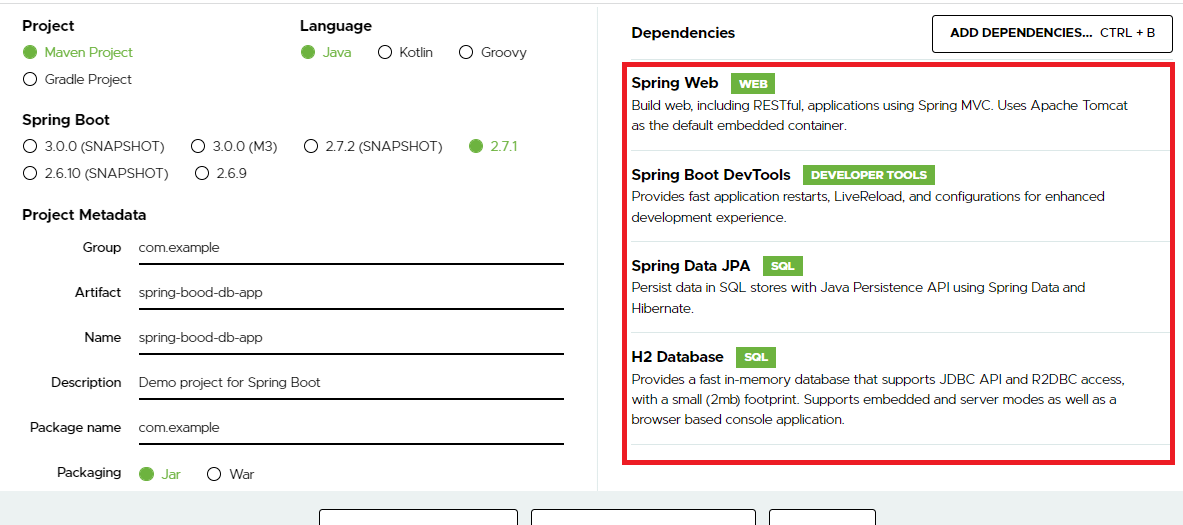 Project
Language
Maven Project
Java Kotlin Groovy
Gradle Project
Spring Boot
3.0.0 (SNAPSHOT) 3.0.0 (M3) 2.7.2 (SNAPSHOT) 2.7.1
2.6.10 (SNAPSHOT) 2.6.9
Project Metadata
Group com.example
Artifact spring-bood-db-app
Name spring-bood-db-app
Description Demo project for Spring Boot
Package name com.example
Packaging Jar War
Dependencies
ADD DEPENDENCIES... CTRL + B
Spring Web WEB
Build web, including RESTful, applications using Spring MVC. Uses Apache Tomcat
as the default embedded container.
Spring Boot DevTools DEVELOPER TOOLS
Provides fast application restarts, LiveReload, and configurations for enhanced
development experience.
Spring Data JPA SQL
Persist data in SQL stores with Java Persistence API using Spring Data and
Hibernate.
H2 Database SQL
Provides a fast in-memory database that supports JDBC API and R2DBC access,
with a small (2mb) footprint. Supports embedded and server modes as well as a
browser based console application.